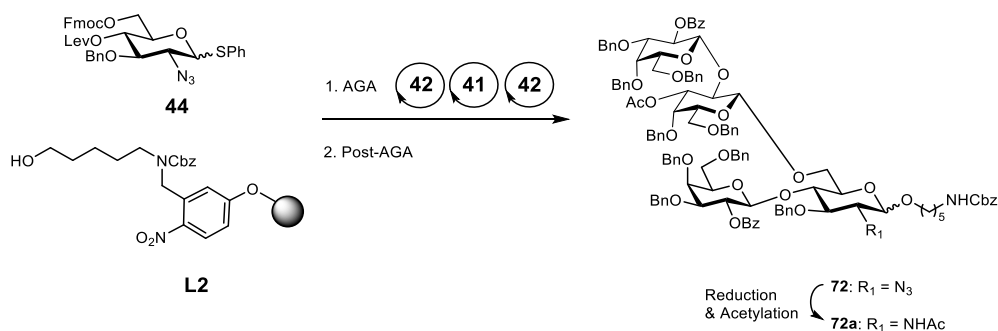 FmocO
LevO
BnO
O
SPh
N₃
44
HO
NCbz
O₂N
O
L2
1. AGA 42 41 42
2. Post-AGA
OBz
BnO
O
O
BnO
OBn
AcO
O
O
BnO
OBn
BnO
OBn
O
BnO
O
OBz
O
O
BnO
O
O
R₁
5
NHCbz
Reduction
& Acetylation
72: R₁ = N₃
72a: R₁ = NHAc